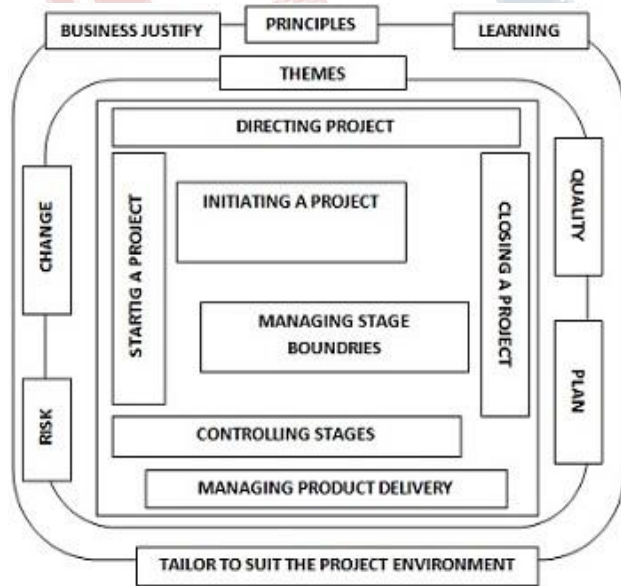 PRINCIPLES
BUSINESS JUSTIFY
LEARNING
THEMES
DIRECTING PROJECT
CHANGE
STARTIG A PROJECT
INITIATING A PROJECT
CLOSING A PROJECT
QUALITY
MANAGING STAGE
BOUNDRIES
RISK
PLAN
CONTROLLING STAGES
MANAGING PRODUCT DELIVERY
TAILOR TO SUIT THE PROJECT ENVIRONMENT